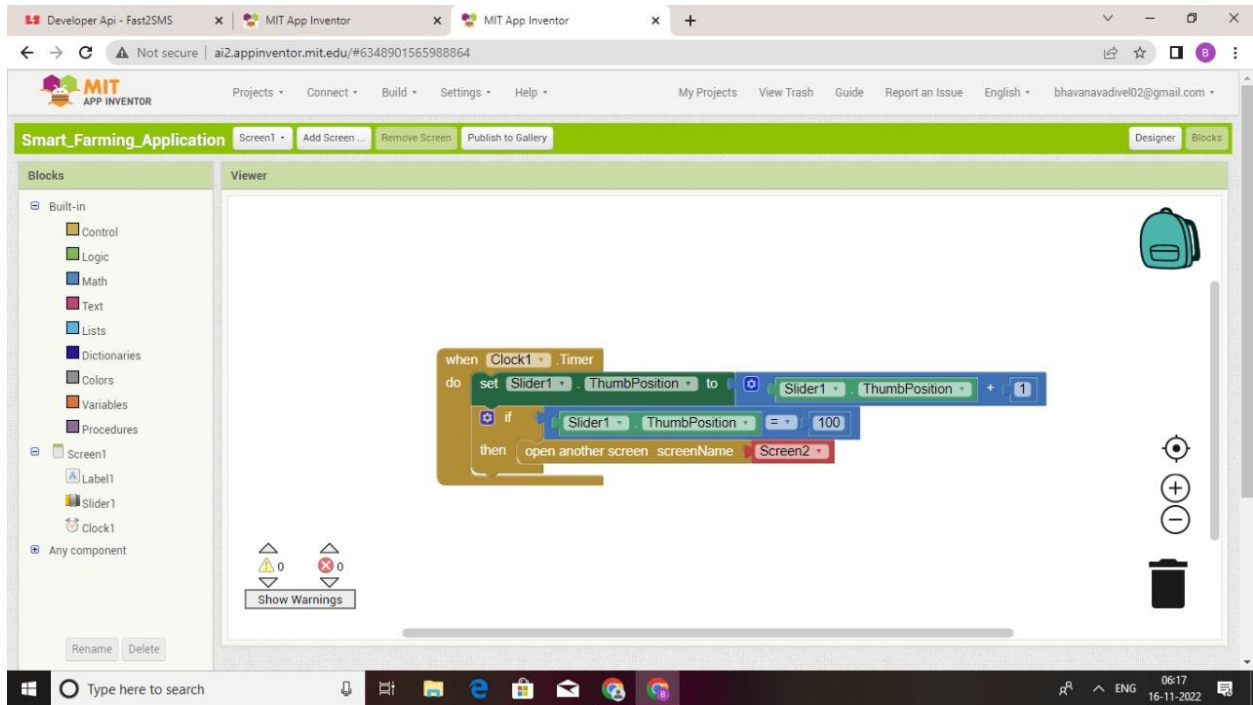 Developer Api - Fast2SMS
MIT App Inventor
MIT App Inventor
Not secure ai2.appinventor.mit.edu/#6348901565988864
B
MIT APP INVENTOR
Projects Connect Build Settings Help My Projects View Trash Guide Report an Issue English bhavanavadivel02@gmail.com
Smart_Farming_Application Screen1 Add Screen ... Remove Screen Publish to Gallery Designer Blocks
Blocks
Viewer
Built-in
Control
Logic
Math
Text
Lists
Dictionaries
Colors
Variables
Procedures
Screen1
A Label1
Slider1
Clock1
Any component
Rename Delete
when Clock1 .Timer
do set Slider1 . ThumbPosition to Slider1 . ThumbPosition + 1
if Slider1 . ThumbPosition = 100
then open another screen screenName Screen2
0 0
Show Warnings
Type here to search
ENG
06:17
16-11-2022